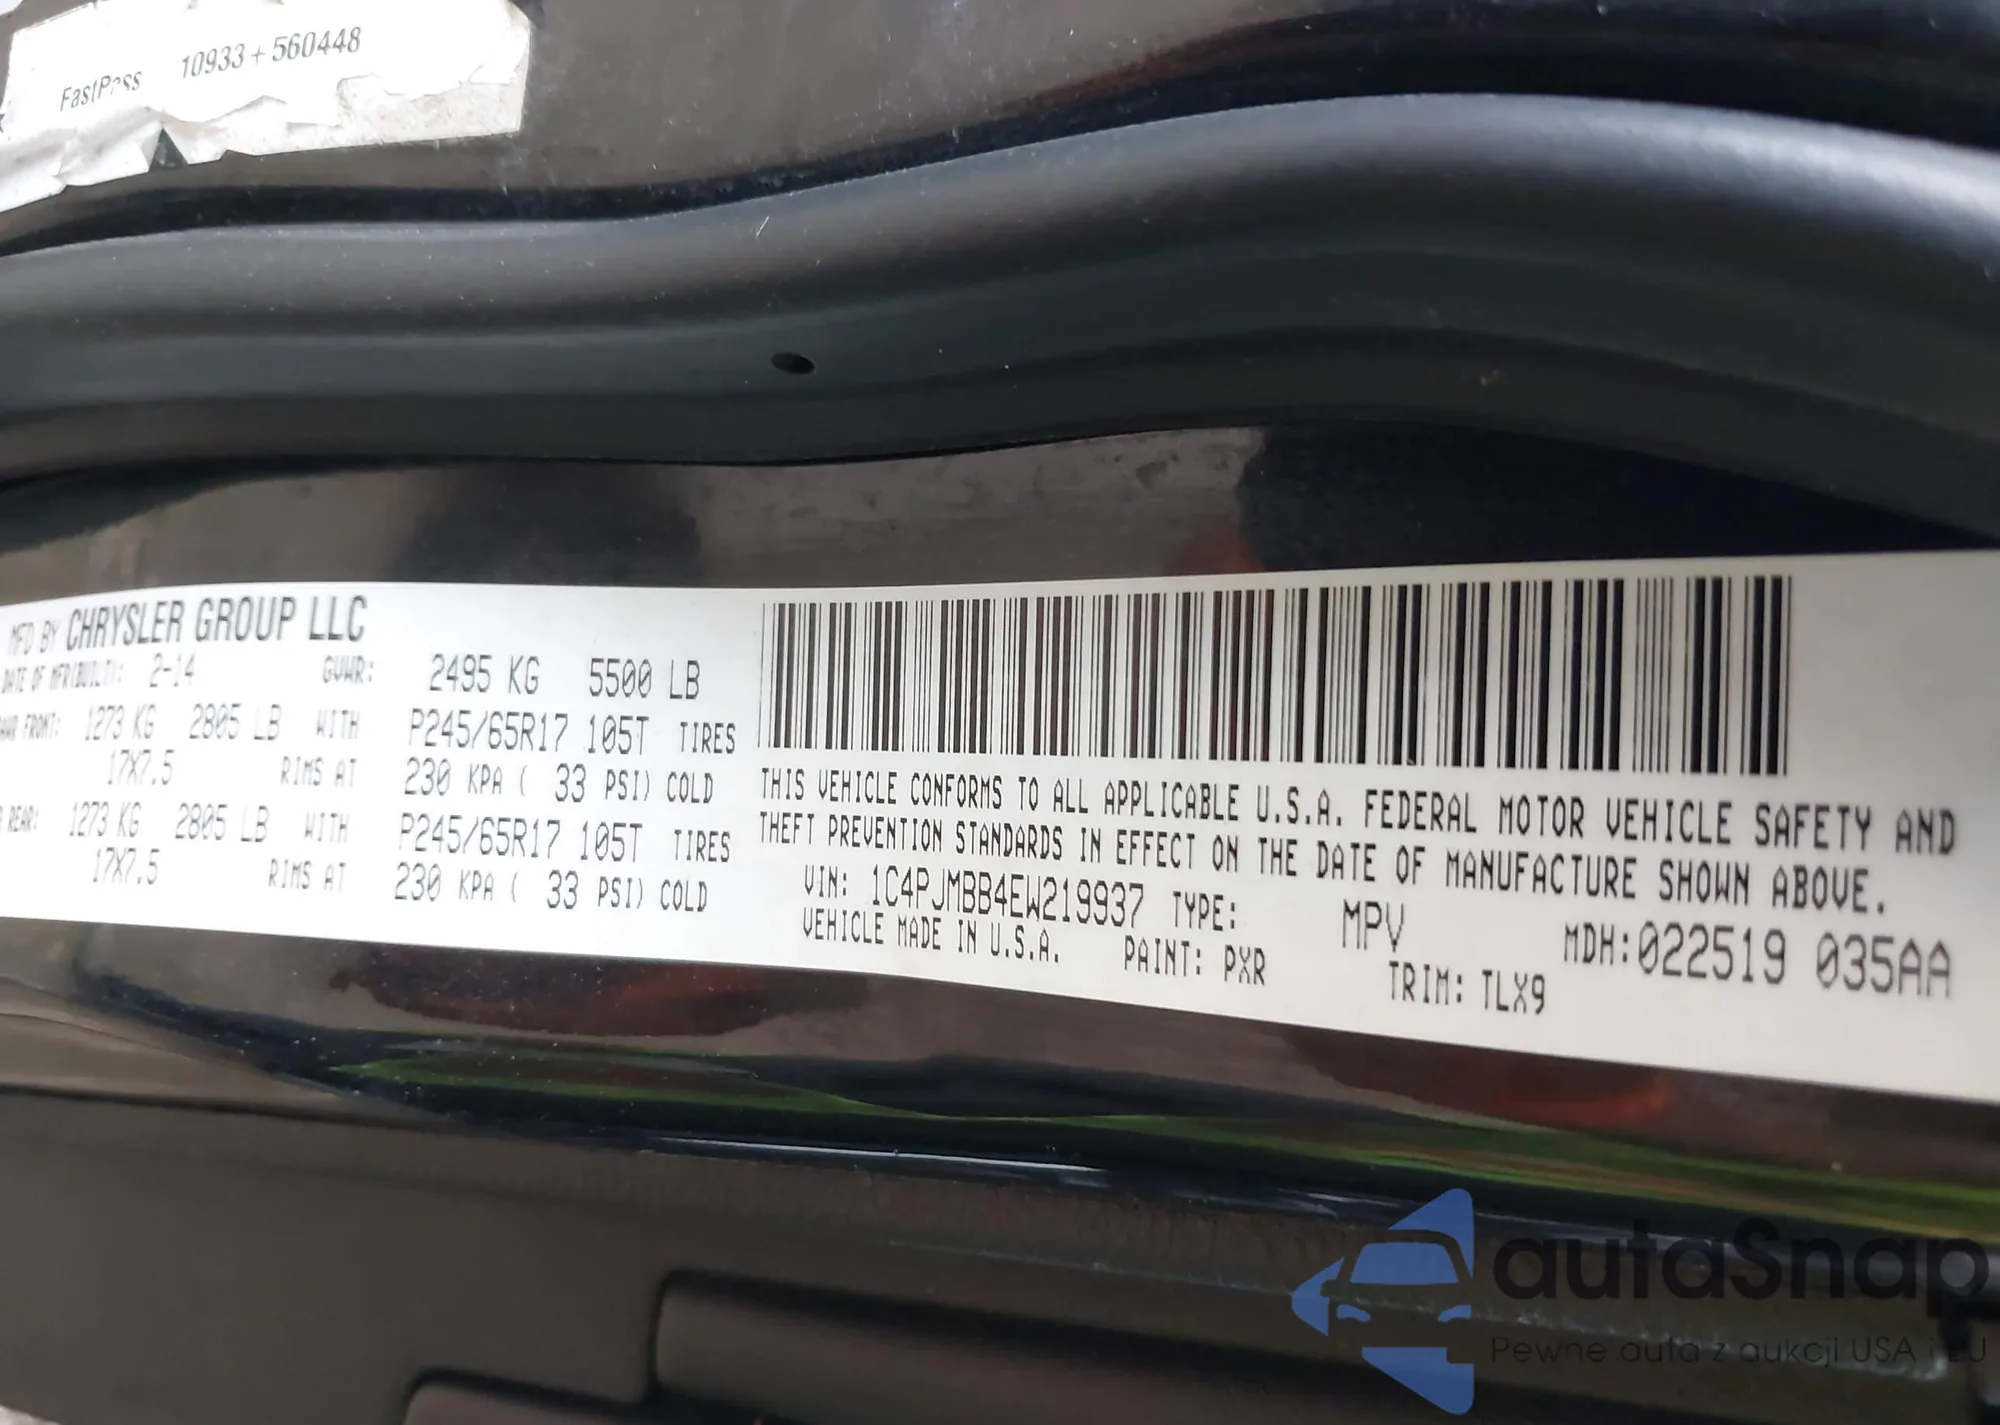 FastPass 10933+560448
MFD BY CHRYSLER GROUP LLC
DATE OF MFR(BUILT): 2-14 GVWR: 2495 KG 5500 LB
FRONT: 1273 KG 2805 LB WITH P245/65R17 105T TIRES
17X7.5 RIMS AT 230 KPA ( 33 PSI) COLD
REAR: 1273 KG 2805 LB WITH P245/65R17 105T TIRES
17X7.5 RIMS AT 230 KPA ( 33 PSI) COLD
THIS VEHICLE CONFORMS TO ALL APPLICABLE U.S.A. FEDERAL MOTOR VEHICLE SAFETY AND
THEFT PREVENTION STANDARDS IN EFFECT ON THE DATE OF MANUFACTURE SHOWN ABOVE.
VIN: 1C4PJMBB4EW219937 TYPE: MPV MDH:022519 035AA
VEHICLE MADE IN U.S.A. PAINT: PXR TRIM: TLX9
autaSnap
Pewne auta z aukcji USA i EU